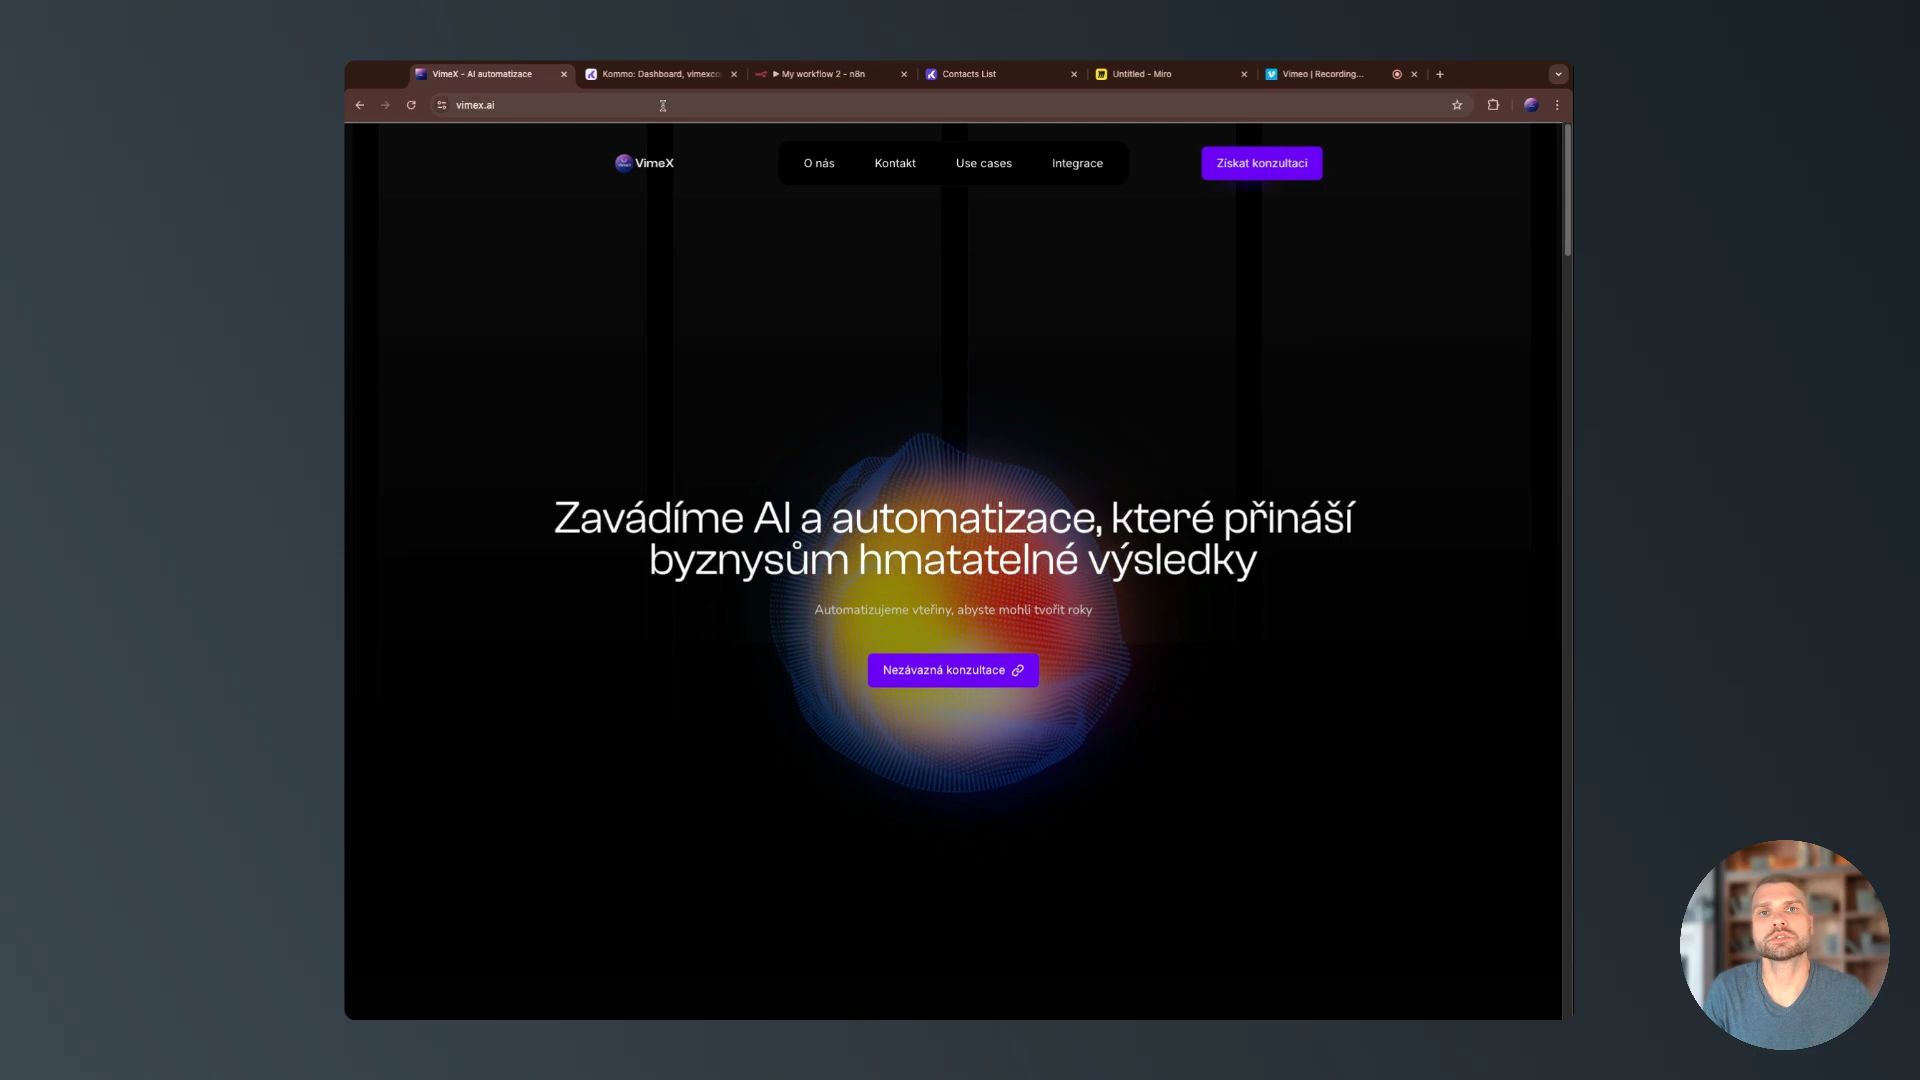 VimeX - AI automatizace
Kommo: Dashboard, vimexco
My workflow 2 - n8n
Contacts List
Untitled - Miro
Vimeo | Recording...
vimex.ai
VimeX
O nás
Kontakt
Use cases
Integrace
Získat konzultaci
Zavádíme AI a automatizace, které přináší
byznysům hmatatelné výsledky
Automatizujeme vteřiny, abyste mohli tvořit roky
Nezávazná konzultace